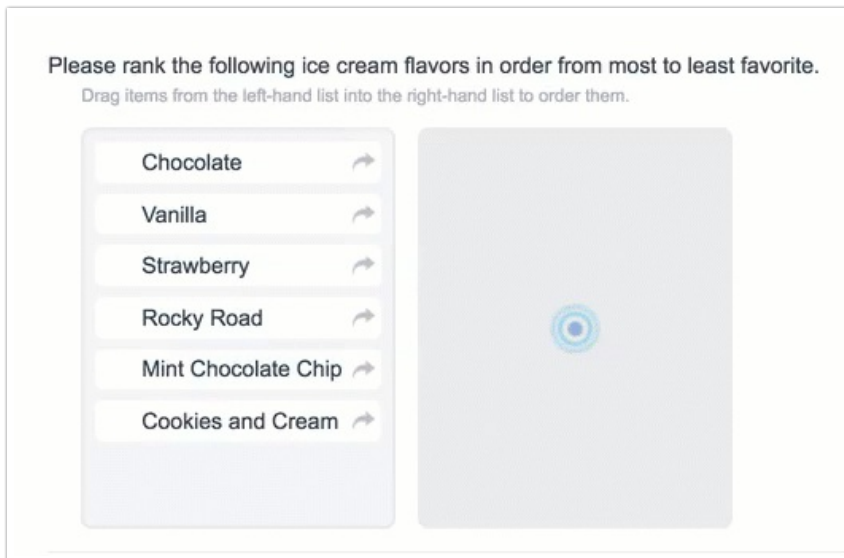 Please rank the following ice cream flavors in order from most to least favorite.
Drag items from the left-hand list into the right-hand list to order them.
Chocolate
Vanilla
Strawberry
Rocky Road
Mint Chocolate Chip
Cookies and Cream